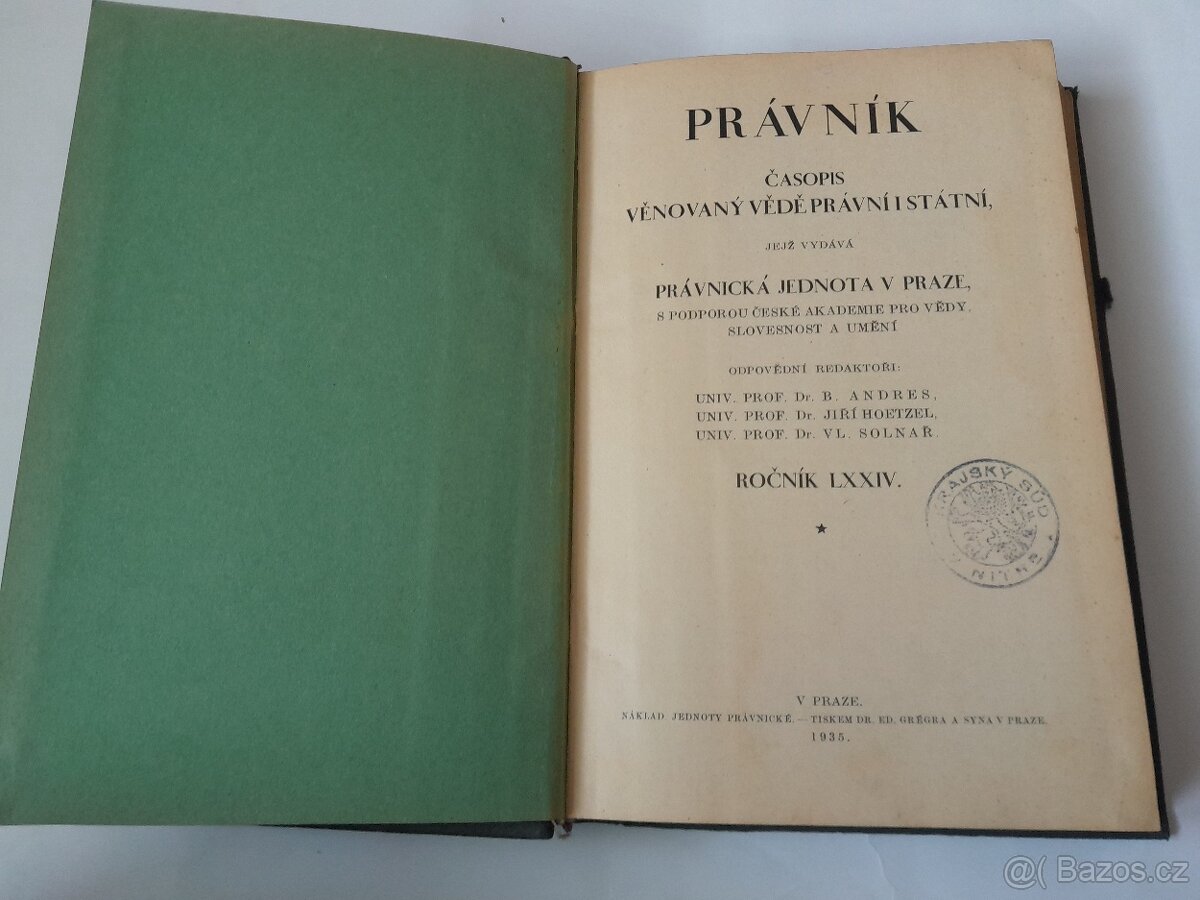 PRÁVNÍK
ČASOPIS
VĚNOVANÝ VĚDĚ PRÁVNÍ I STÁTNÍ,
JEJŽ VYDÁVÁ
PRÁVNICKÁ JEDNOTA V PRAZE,
S PODPOROU ČESKÉ AKADEMIE PRO VĚDY,
SLOVESNOST A UMĚNÍ
ODPOVĚDNÍ REDAKTOŘI:
UNIV. PROF. Dr. B. ANDRES,
UNIV. PROF. Dr. JIŘÍ HOETZEL,
UNIV. PROF. Dr. VL. SOLNAŘ.
ROČNÍK LXXIV.
KRAJSKÝ SÚD
V PRAZE.
NÁKLAD. JEDNOTY PRÁVNICKÉ. — TISKEM DR. ED. GRÉGRA A SYNA V PRAZE.
1935.
@( Bazos.cz